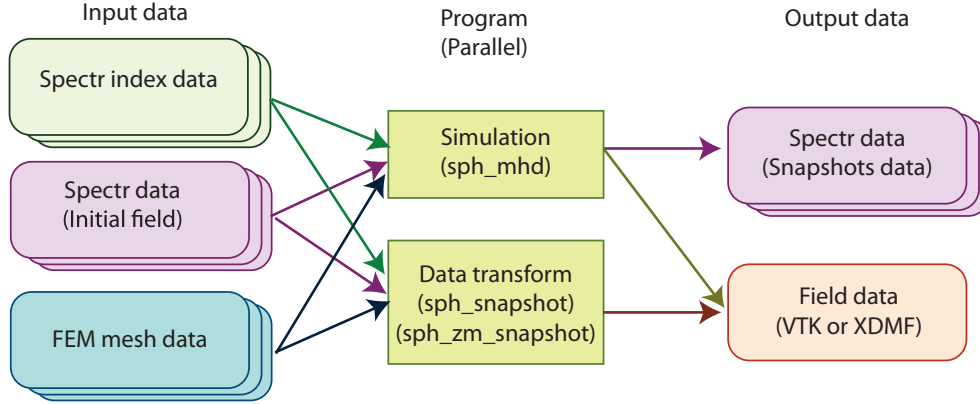 Input data
Program
(Parallel)
Output data
Spectr index data
Spectr data
(Initial field)
FEM mesh data
Simulation
(sph_mhd)
Data transform
(sph_snapshot)
(sph_zm_snapshot)
Spectr data
(Snapshots data)
Field data
(VTK or XDMF)